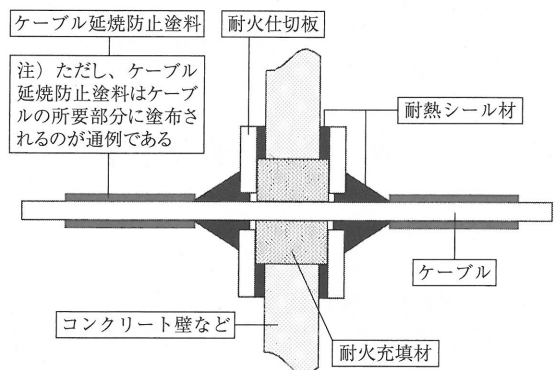 ケーブル延焼防止塗料
耐火仕切板
注）ただし、ケーブル
延焼防止塗料はケーブ
ルの所要部分に塗布さ
れるのが通例である
耐熱シール材
ケーブル
コンクリート壁など
耐火充填材